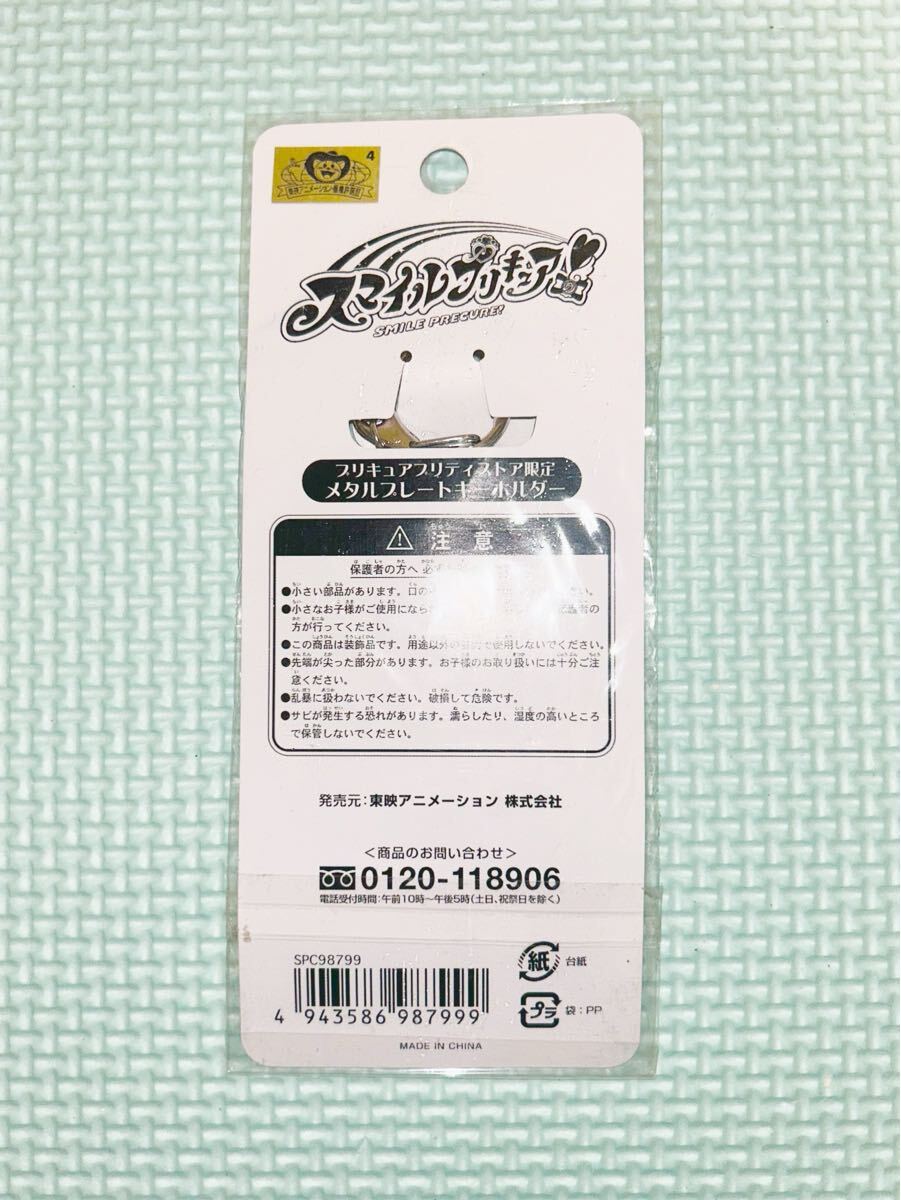 4
東映アニメーション版権許諾証
スマイルプリキュア!
SMILE PRECURE!
プリキュアプリティストア限定
メタルプレートキーホルダー
注意
保護者の方へ 必ず
●小さい部品があります。口の
●小さなお子様がご使用になら 保護者の
方が行ってください。
●この商品は装飾品です。用途以外の目的で使用しないでください。
●先端が尖った部分があります。お子様のお取り扱いには十分ご注
意ください。
●乱暴に扱わないでください。破損して危険です。
●サビが発生する恐れがあります。濡らしたり、湿度の高いところ
で保管しないでください。
発売元:東映アニメーション 株式会社
<商品のお問い合わせ>
0120-118906
電話受付時間:午前10時〜午後5時(土日、祝祭日を除く)
SPC98799
紙 台紙
4 943586 987999
プラ 袋:PP
MADE IN CHINA